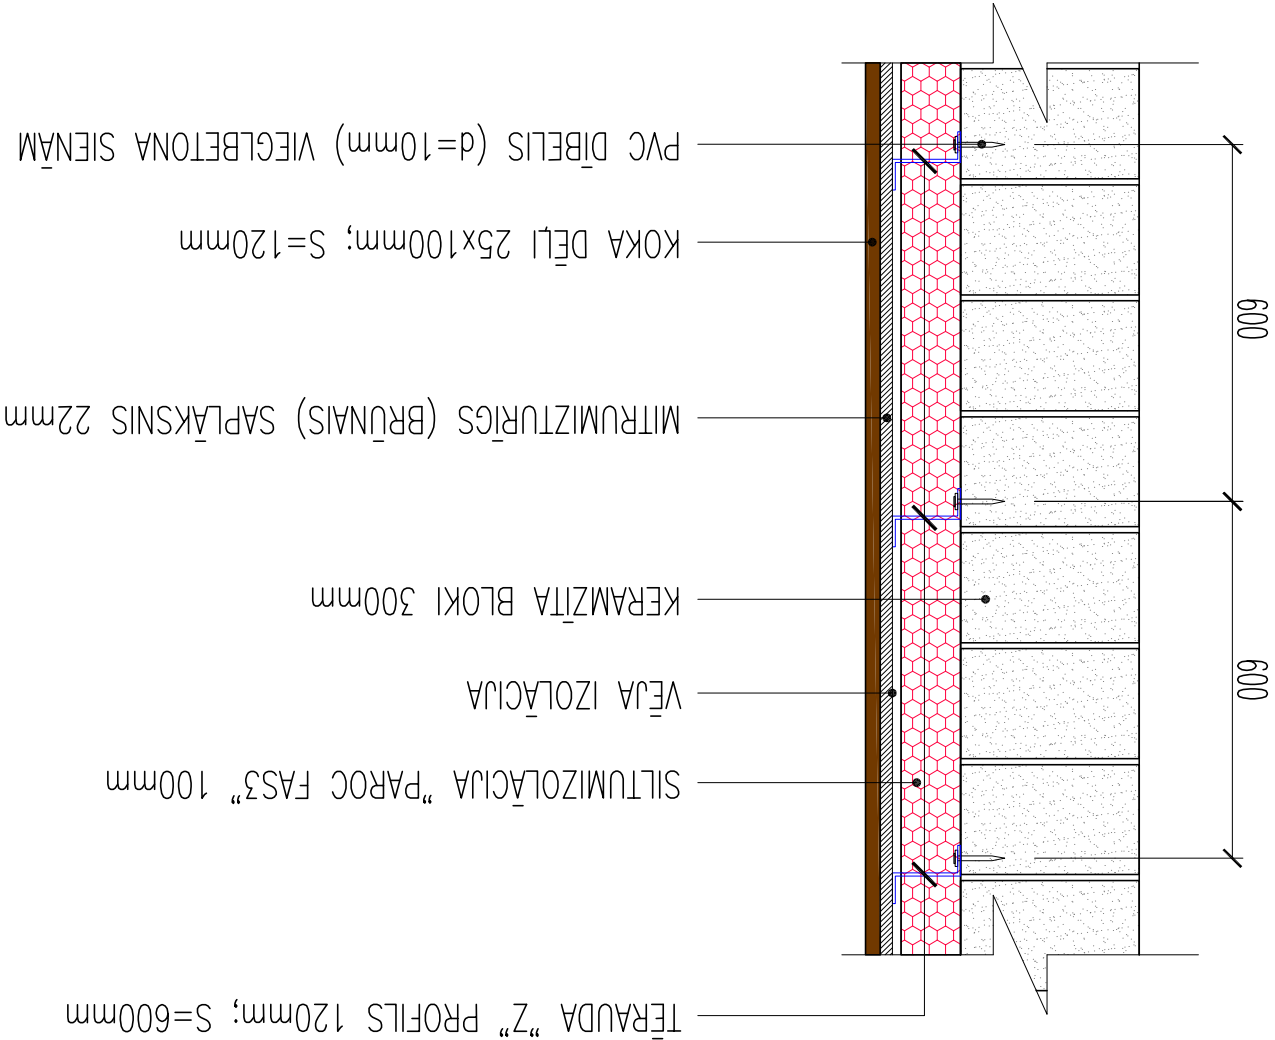 TĒRAUDA "Z" PROFILS 120mm; S=600mm
SILTUMIZOLĀCIJA "PAROC FAS3" 100mm
VĒJA IZOLĀCIJA
KERAMZĪTA BLOKI 300mm
MITRUMIZTURĪGS (BRŪNAIS) SAPLĀKSNIS 22mm
KOKA DĒĻI 25x100mm; S=120mm
PVC DĪBELIS (d=10mm) VIEGLBETONA SIENĀM
600
600